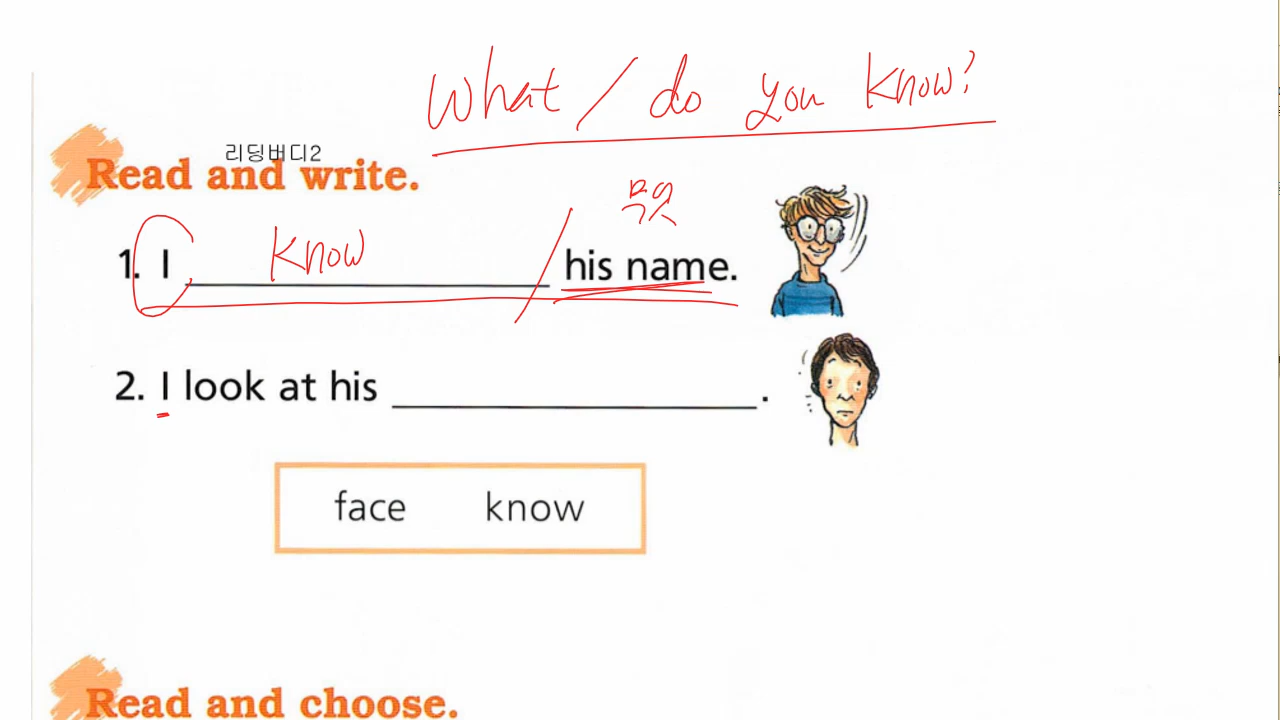 What / do you know?
리딩버디2
Read and write.
무엇
1. I know / his name.
2. I look at his ____.
face know
Read and choose.